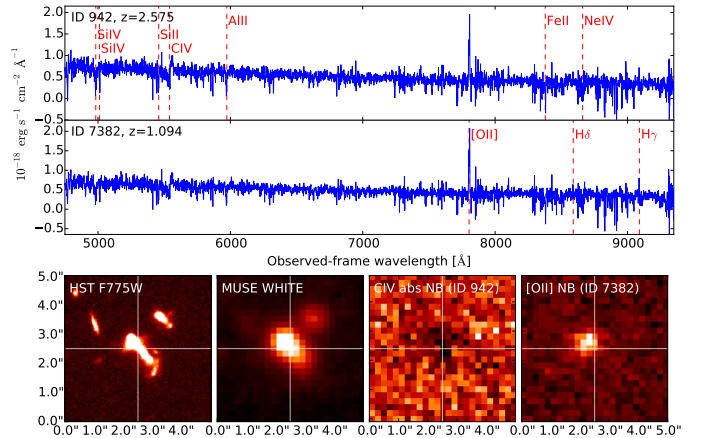 2.0
1.5
1.0
0.5
0.0
−0.5
ID 942, z=2.575
SiIV
SiIV
SiII
CIV
AlIII
FeII
NeIV
2.0
1.5
1.0
0.5
0.0
−0.5
ID 7382, z=1.094
[OII]
Hδ
Hγ
10⁻¹⁸ erg s⁻¹ cm⁻² Å⁻¹
5000 6000 7000 8000 9000
Observed-frame wavelength [Å]
5.0"
4.0"
3.0"
2.0"
1.0"
0.0"
HST F775W
MUSE WHITE
CIV abs NB (ID 942)
[OII] NB (ID 7382)
0.0" 1.0" 2.0" 3.0" 4.0" 0.0" 1.0" 2.0" 3.0" 4.0" 0.0" 1.0" 2.0" 3.0" 4.0" 0.0" 1.0" 2.0" 3.0" 4.0" 5.0"